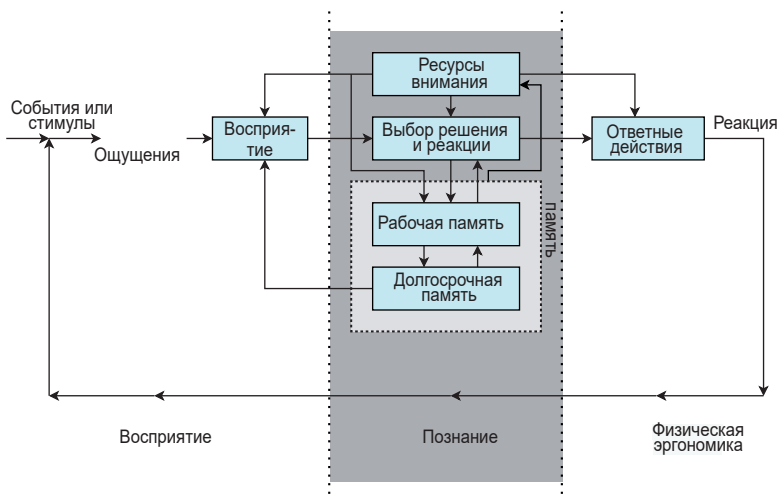 Ресурсы
внимания
События или
стимулы
Ощущения
Восприя-
тие
Выбор решения
и реакции
Ответные
действия
Реакция
память
Рабочая память
Долгосрочная
память
Восприятие
Познание
Физическая
эргономика